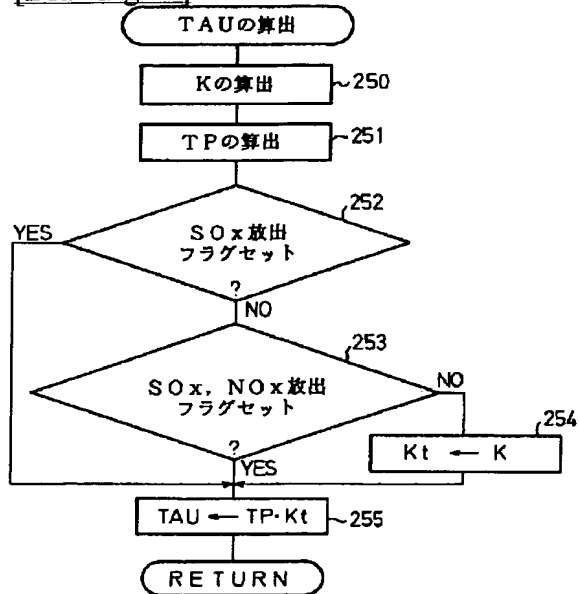 TAUの算出
Kの算出
250
TPの算出
251
252
YES
SOx放出
フラグセット
?
NO
253
SOx, NOx放出
フラグセット
?
NO
254
YES
Kt ← K
TAU ← TP·Kt
255
RETURN